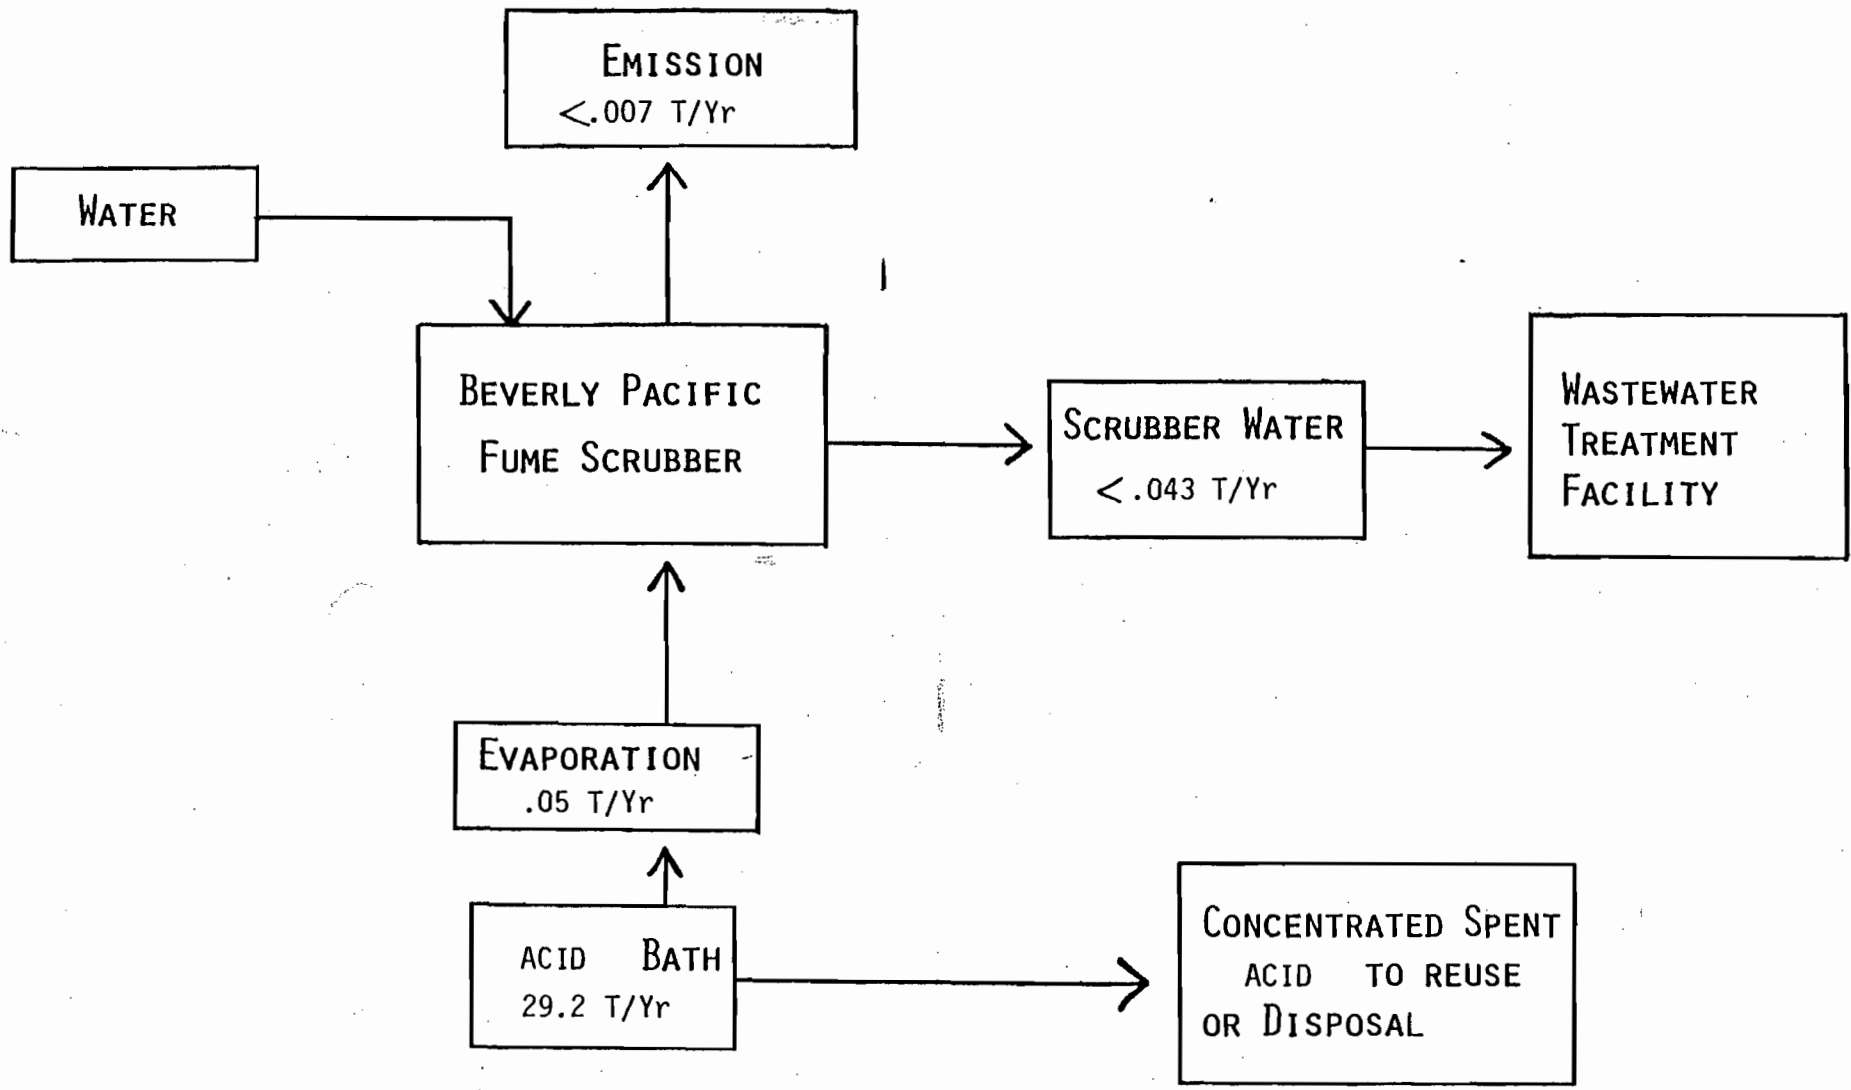 EMISSION
<.007 T/Yr
WATER
BEVERLY PACIFIC
FUME SCRUBBER
SCRUBBER WATER
<.043 T/Yr
WASTEWATER
TREATMENT
FACILITY
EVAPORATION
.05 T/Yr
ACID BATH
29.2 T/Yr
CONCENTRATED SPENT
ACID TO REUSE
OR DISPOSAL